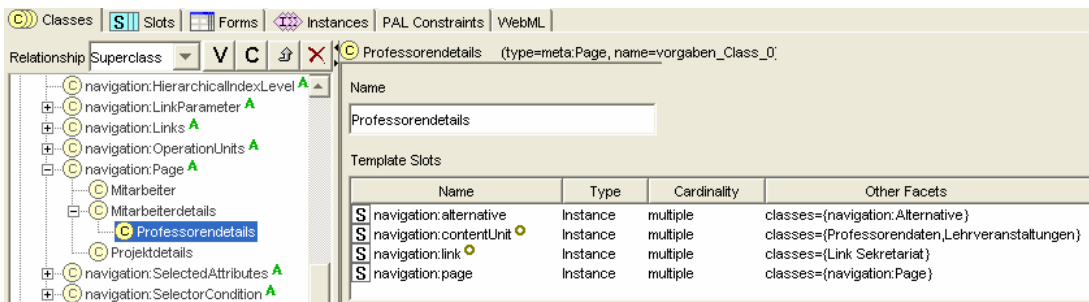 C Classes S Slots Forms Instances PAL Constraints WebML
Relationship Superclass V C
C navigation:HierarchicalIndexLevel A
C navigation:LinkParameter A
C navigation:Links A
C navigation:OperationUnits A
C navigation:Page A
C Mitarbeiter
C Mitarbeiterdetails
C Professorendetails
C Projektdetails
C navigation:SelectedAttributes A
C navigation:SelectorCondition A
C Professorendetails (type=meta:Page, name=vorgaben_Class_0)
Name
Professorendetails
Template Slots
Name Type Cardinality Other Facets
S navigation:alternative Instance multiple classes={navigation:Alternative}
S navigation:contentUnit Instance multiple classes={Professorendaten,Lehrveranstaltungen}
S navigation:link Instance multiple classes={Link Sekretariat}
S navigation:page Instance multiple classes={navigation:Page}